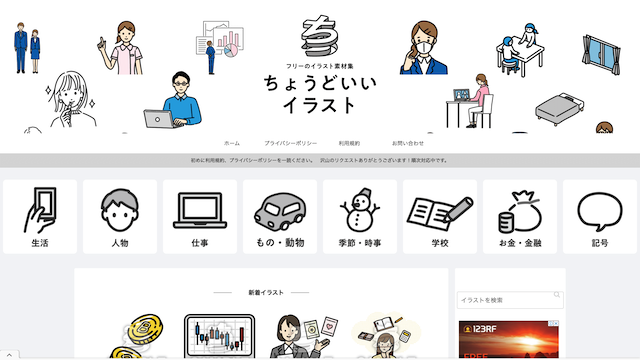 ち
フリーのイラスト素材集
ちょうどいい
イラスト
ホーム プライバシーポリシー 利用規約 お問い合わせ
初めに利用規約、プライバシーポリシーを一読ください。 沢山のリクエストありがとうございます！順次対応中です。
生活 人物 仕事 もの・動物 季節・時事 学校 お金・金融 記号
新着イラスト
イラストを検索
123RF
FREE